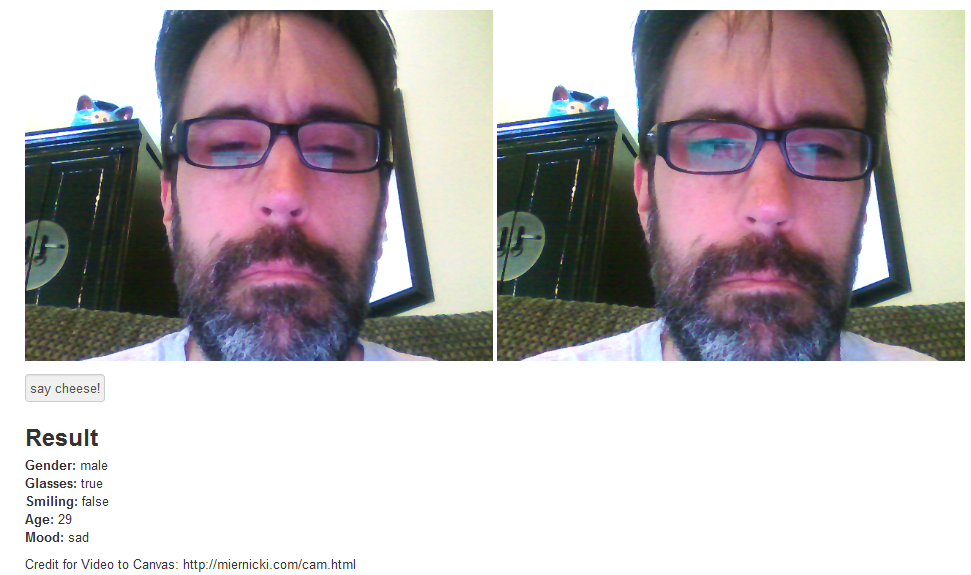 say cheese!
Result
Gender: male
Glasses: true
Smiling: false
Age: 29
Mood: sad
Credit for Video to Canvas: http://miernicki.com/cam.html